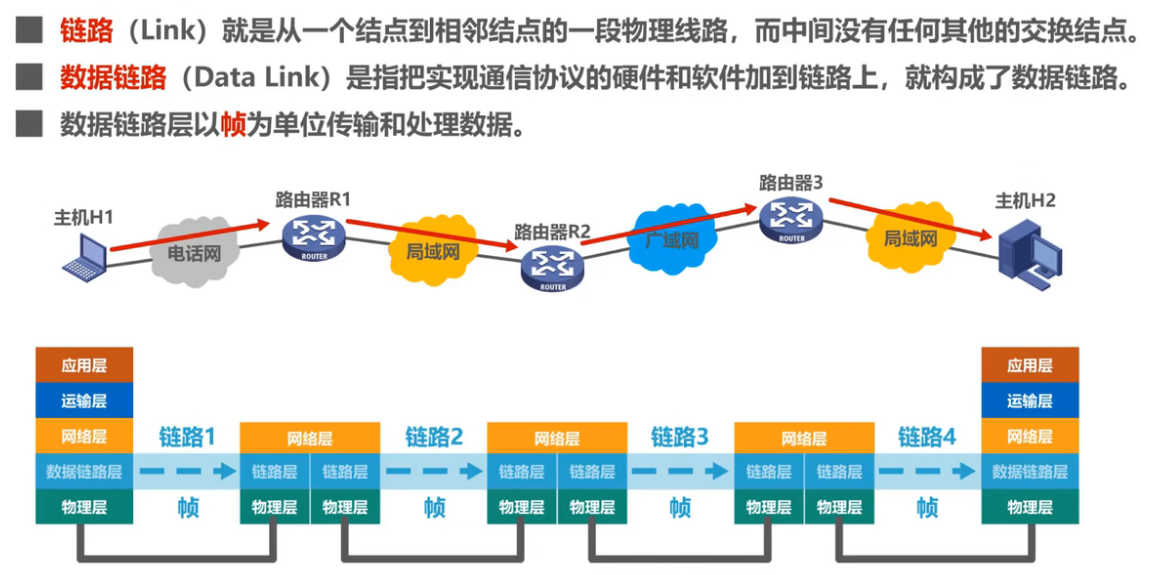 链路（Link）就是从一个结点到相邻结点的一段物理线路，而中间没有任何其他的交换结点。
数据链路（Data Link）是指把实现通信协议的硬件和软件加到链路上，就构成了数据链路。
数据链路层以帧为单位传输和处理数据。
主机H1
路由器R1
路由器R2
路由器3
主机H2
电话网
局域网
广域网
局域网
ROUTER
ROUTER
ROUTER
应用层
应用层
运输层
运输层
网络层
链路1
网络层
链路2
网络层
链路3
网络层
链路4
网络层
数据链路层
链路层
链路层
链路层
链路层
链路层
链路层
数据链路层
物理层
帧
物理层
物理层
帧
物理层
物理层
帧
物理层
物理层
帧
物理层